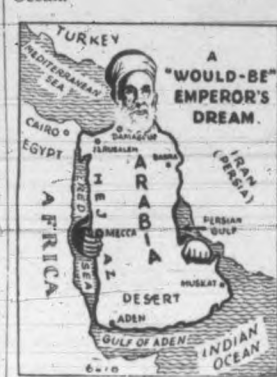 TURKEY
A
"WOULD-BE"
EMPEROR'S
DREAM.
MEDITERRANEAN
SEA
CAIRO
EGYPT
DAMASCUS
JERUSALEM
BASRA
IRAN
(PERSIA)
AFRICA
RED
SEA
HEJAZ
MECCA
ARABIA
PERSIAN
GULF
MUSKAT
DESERT
ADEN
GULF OF ADEN
INDIAN
OCEAN